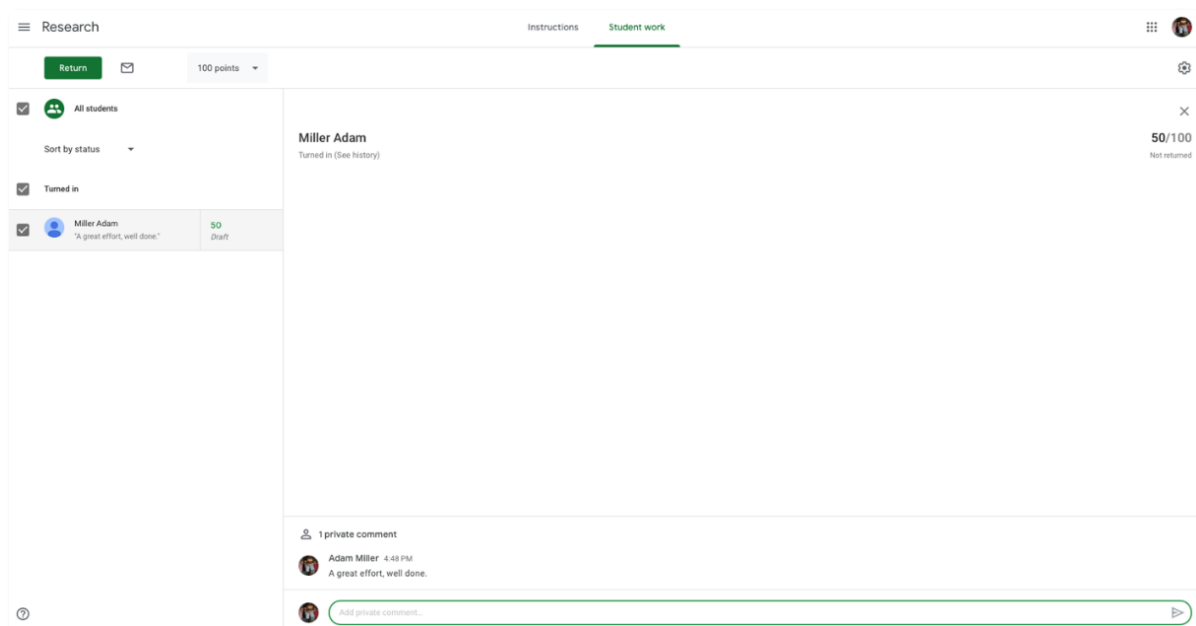 Research
Instructions
Student work
Return
100 points
All students
Sort by status
Turned in
Miller Adam
"A great effort, well done."
50
Draft
Miller Adam
Turned in (See history)
50/100
Not returned
1 private comment
Adam Miller 4:48 PM
A great effort, well done.
Add private comment...